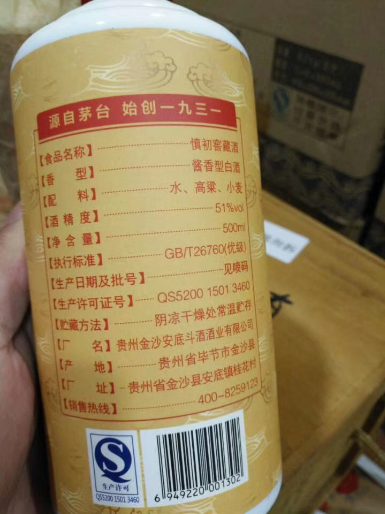 源自茅台 始创一九三一
【食品名称】 慎初窖藏酒
【香型】 酱香型白酒
【配料】 水、高粱、小麦
【酒精度】 51%vol
【净含量】 500ml
【执行标准】 GB/T26760(优级)
【生产日期及批号】 见喷码
【生产许可证号】 QS5200 1501 3460
【贮藏方法】 阴凉干燥处常温贮存
【厂名】 贵州金沙安底斗酒酒业有限公司
【产地】 贵州省毕节市金沙县
【厂址】 贵州省金沙县安底镇桂花村
【销售热线】 400-8259123
生产许可
QS5200 1501 3460
6 949220 001302